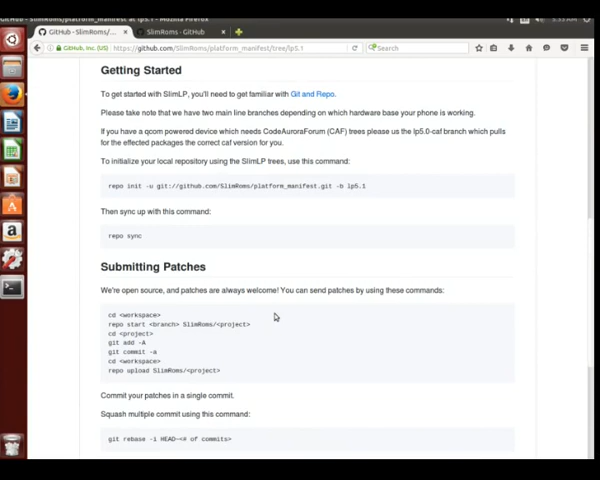 GitHub - SlimRoms/platform_manifest at lp5.1 - Mozilla Firefox
GitHub - SlimRoms/...
SlimRoms · GitHub
GitHub, Inc. (US)
https://github.com/SlimRoms/platform_manifest/tree/lp5.1
Search
Getting Started
To get started with SlimLP, you'll need to get familiar with Git and Repo.
Please take note that we have two main line branches depending on which hardware base your phone is working.
If you have a qcom powered device which needs CodeAuroraForum (CAF) trees please us the lp5.0-caf branch which pulls
for the effected packages the correct caf version for you.
To initialize your local repository using the SlimLP trees, use this command:
repo init -u git://github.com/SlimRoms/platform_manifest.git -b lp5.1
Then sync up with this command:
repo sync
Submitting Patches
We're open source, and patches are always welcome! You can send patches by using these commands:
cd <workspace>
repo start <branch> SlimRoms/<project>
cd <project>
git add -A
git commit -a
cd <workspace>
repo upload SlimRoms/<project>
Commit your patches in a single commit.
Squash multiple commit using this command:
git rebase -i HEAD~<# of commits>